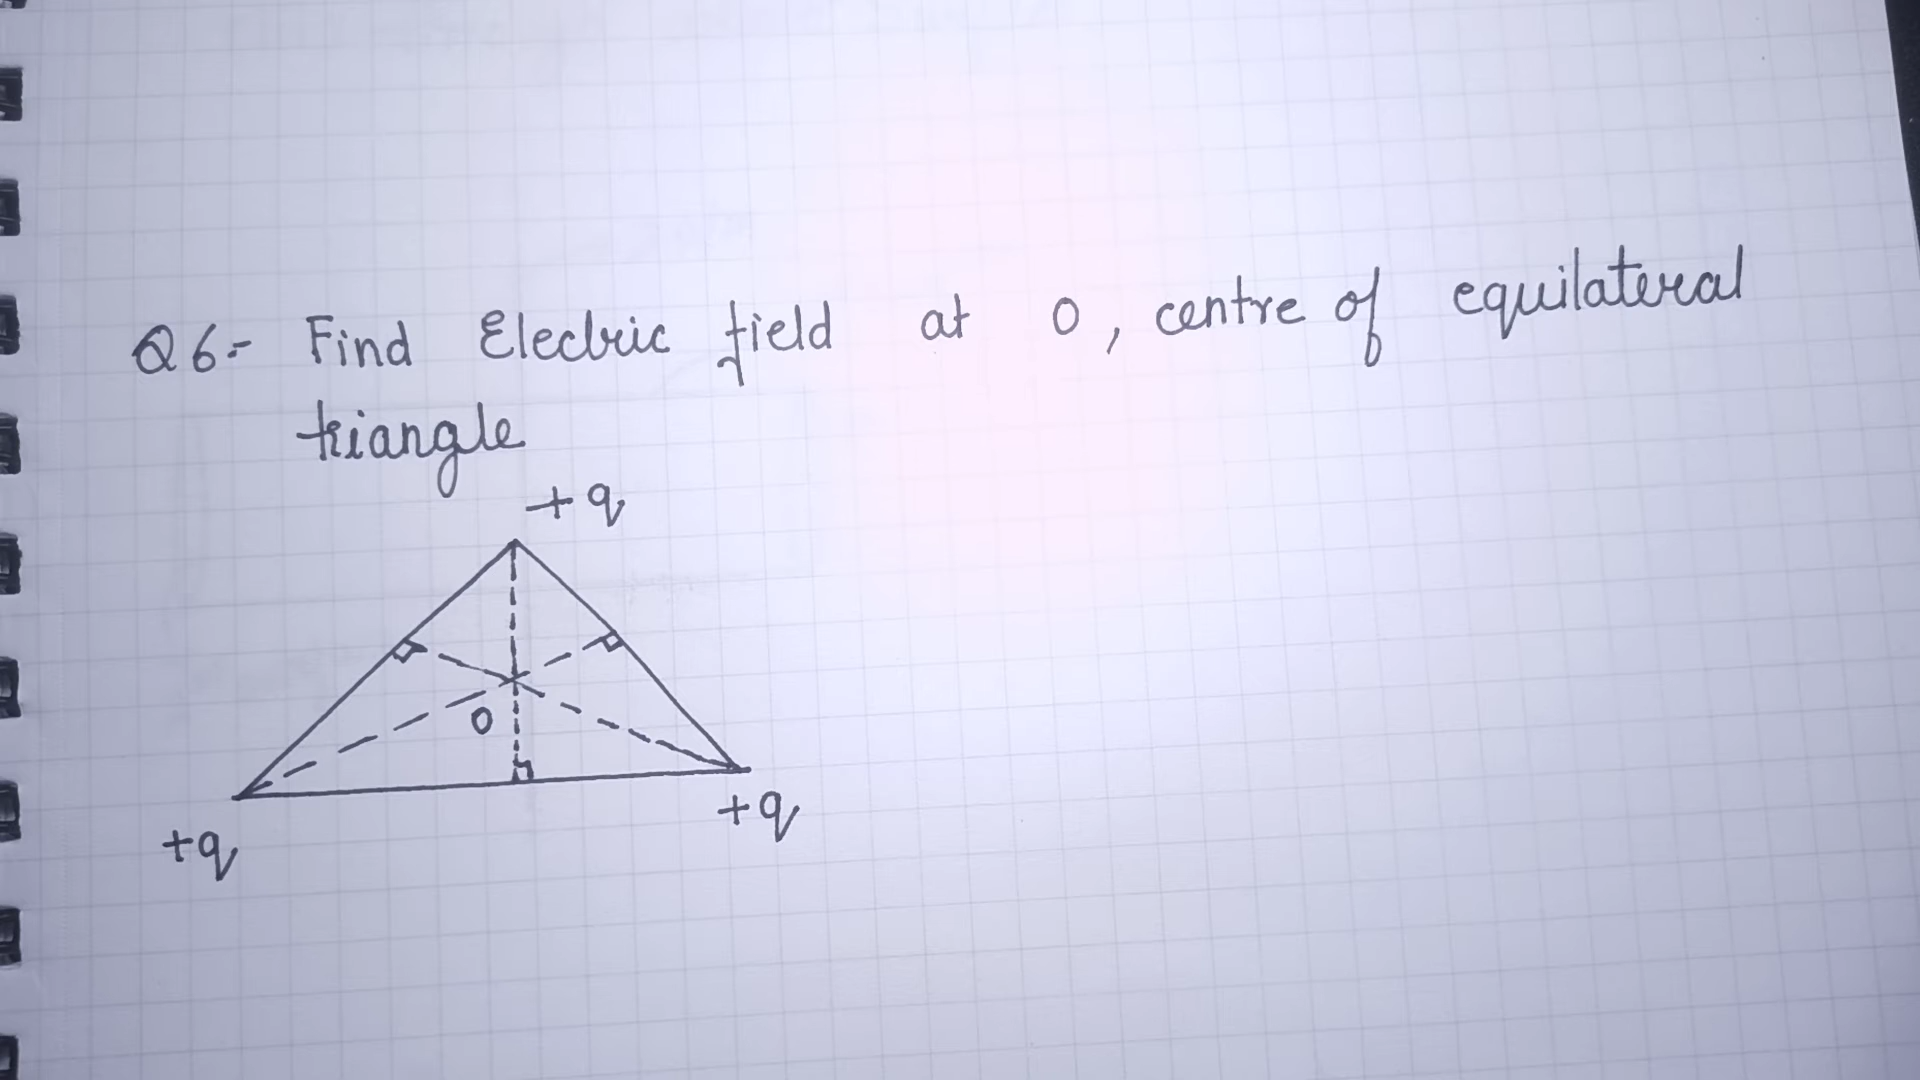 Q6:- Find Electric field at O, centre of equilateral
triangle
+q
O
+q
+q